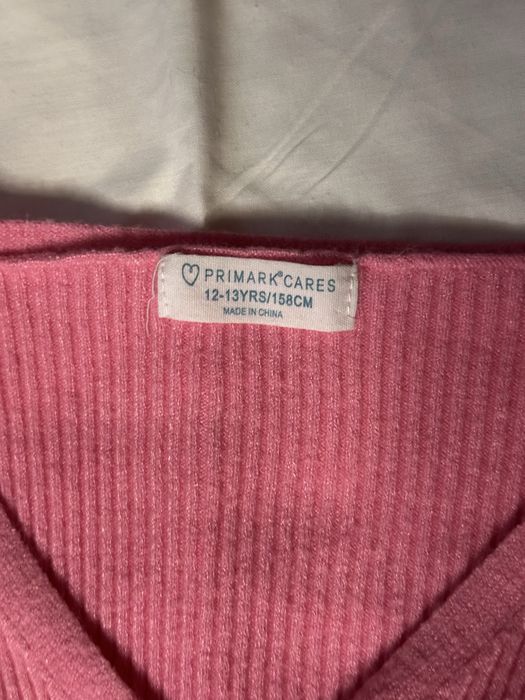 PRIMARK® CARES
12-13YRS/158CM
MADE IN CHINA